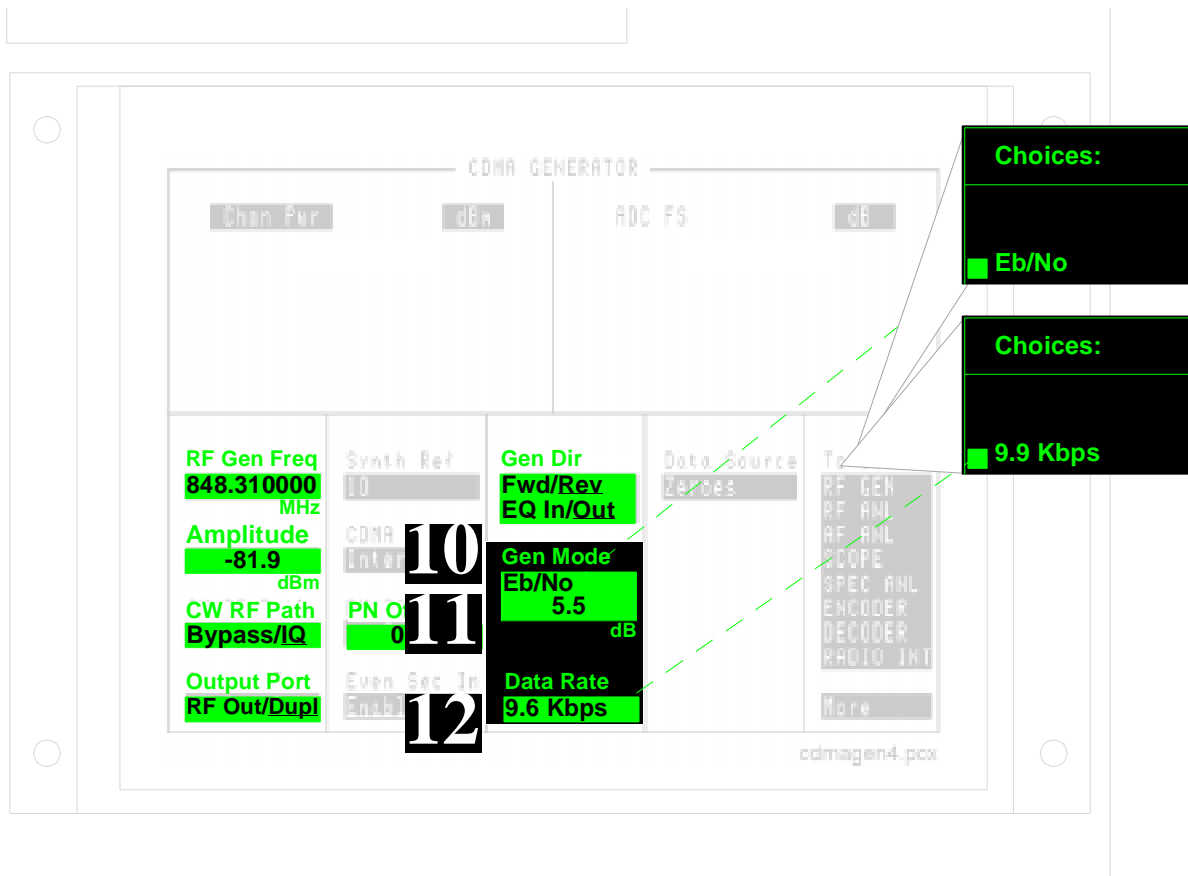 CDMA GENERATOR
Chan Pwr dBm ADC FS dB
Choices:
Eb/No
Choices:
9.9 Kbps
RF Gen Freq
848.310000
MHz
Amplitude
-81.9
dBm
CW RF Path
Bypass/IQ
Output Port
RF Out/Dupl
Synth Ref
10
CDMA
PN
0
Even Sec In
10
11
12
Gen Dir
Fwd/Rev
EQ In/Out
Gen Mode
Eb/No
5.5
dB
Data Rate
9.6 Kbps
Data Source
Zeroes
RF GEN
RF ANL
AF ANL
SCOPE
SPEC ANL
ENCODER
DECODER
RADIO INT
More
cdmagen4.pcx